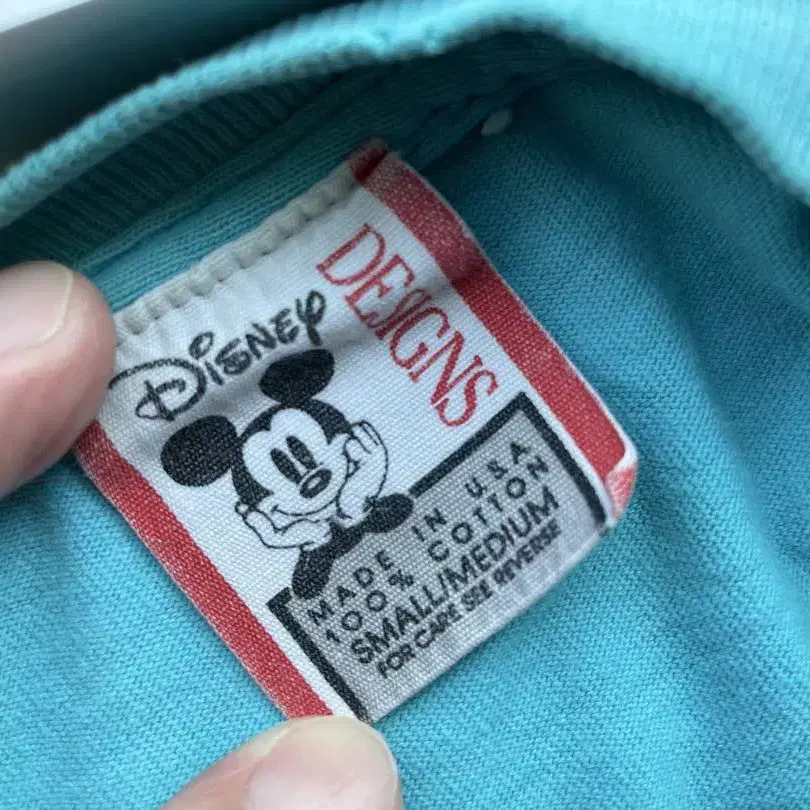 Disney
DESIGNS
MADE IN U.S.A.
100% COTTON
SMALL/MEDIUM
FOR CARE SEE REVERSE